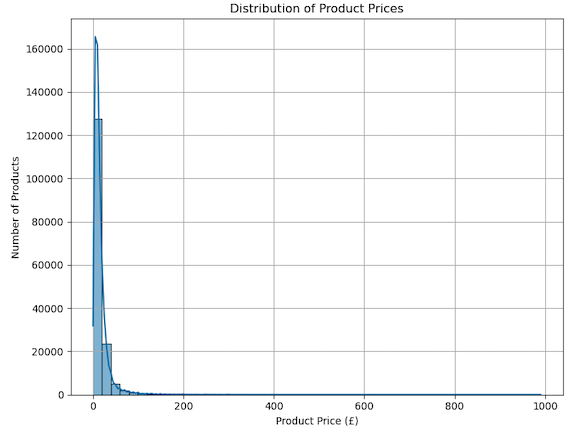 Distribution of Product Prices
160000
140000
120000
100000
80000
60000
40000
20000
0
Number of Products
0 200 400 600 800 1000
Product Price (£)